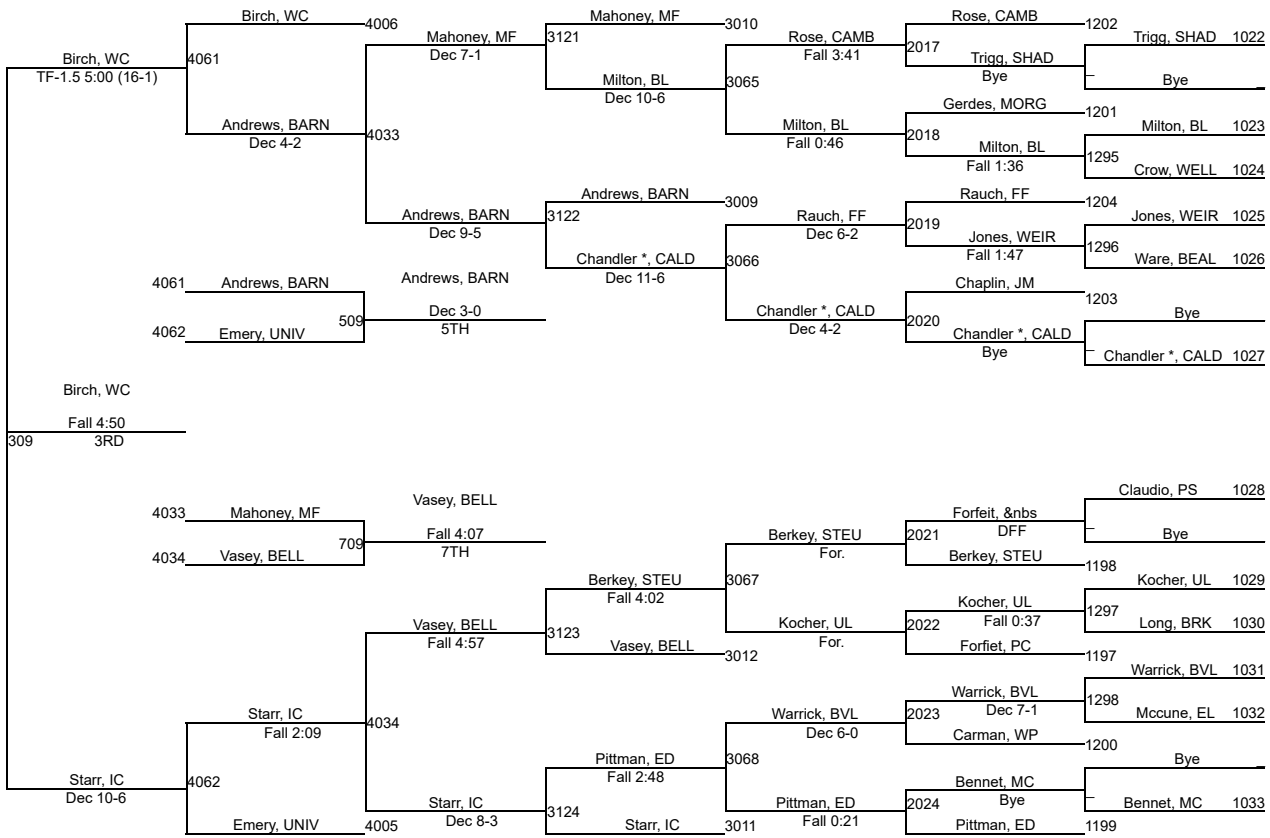 Birch, WC 4006 Mahoney, MF 3010 Rose, CAMB 1202
Mahoney, MF 3121 Rose, CAMB 2017 Trigg, SHAD 1022
Birch, WC 4061 Dec 7-1 Fall 3:41 Trigg, SHAD
TF-1.5 5:00 (16-1) Milton, BL 3065 Bye _ Bye _
Dec 10-6
Gerdes, MORG 1201
Andrews, BARN 4033 Milton, BL 2018 Milton, BL 1023
Dec 4-2 Fall 0:46 Milton, BL 1295
Fall 1:36 Crow, WELL 1024
Andrews, BARN 3009 Rauch, FF 1204
Andrews, BARN 3122 Rauch, FF 2019 Jones, WEIR 1025
Dec 9-5 Dec 6-2 Jones, WEIR 1296
Chandler *, CALD 3066 Fall 1:47 Ware, BEAL 1026
4061 Andrews, BARN Andrews, BARN Dec 11-6
Chaplin, JM 1203
509 Dec 3-0 Chandler *, CALD 2020 Bye
4062 Emery, UNIV 5TH Dec 4-2 Chandler *, CALD _
Bye Chandler *, CALD 1027
Birch, WC
Fall 4:50
309 3RD
Claudio, PS 1028
4033 Mahoney, MF Vasey, BELL Forfeit, &nbs _
709 Fall 4:07 Berkey, STEU 2021 DFF Bye
4034 Vasey, BELL 7TH For. Berkey, STEU 1198
Berkey, STEU 3067 Kocher, UL 1029
Fall 4:02 Kocher, UL 1297
Vasey, BELL 3123 Kocher, UL 2022 Fall 0:37 Long, BRK 1030
Fall 4:57 Vasey, BELL 3012 For. Forfiet, PC 1197
Warrick, BVL 1031
Warrick, BVL 1298
Starr, IC 4034 Warrick, BVL 2023 Dec 7-1 Mccune, EL 1032
Fall 2:09 Dec 6-0 Carman, WP 1200
Pittman, ED 3068 Bye _
Starr, IC 4062 Fall 2:48 Bennet, MC _
Dec 10-6 Starr, IC 3124 Pittman, ED 2024 Bye Bennet, MC 1033
Dec 8-3 Fall 0:21
Emery, UNIV 4005 Starr, IC 3011 Pittman, ED 1199